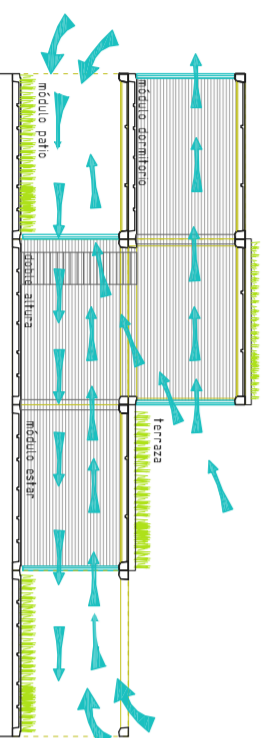 módulo dormitorio
módulo patio
doble altura
módulo estar
terraza